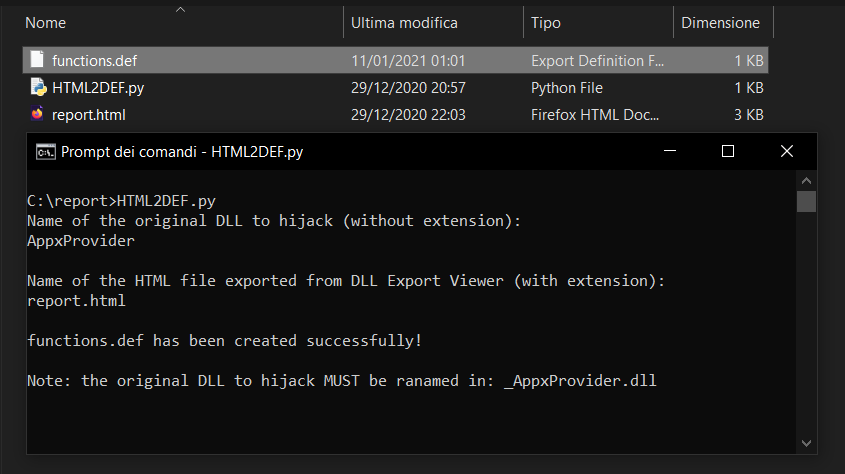 Nome Ultima modifica Tipo Dimensione
functions.def 11/01/2021 01:01 Export Definition F... 1 KB
HTML2DEF.py 29/12/2020 20:57 Python File 1 KB
report.html 29/12/2020 22:03 Firefox HTML Doc... 3 KB
C:\. Prompt dei comandi - HTML2DEF.py
C:\report>HTML2DEF.py
Name of the original DLL to hijack (without extension):
AppxProvider
Name of the HTML file exported from DLL Export Viewer (with extension):
report.html
functions.def has been created successfully!
Note: the original DLL to hijack MUST be ranamed in: _AppxProvider.dll